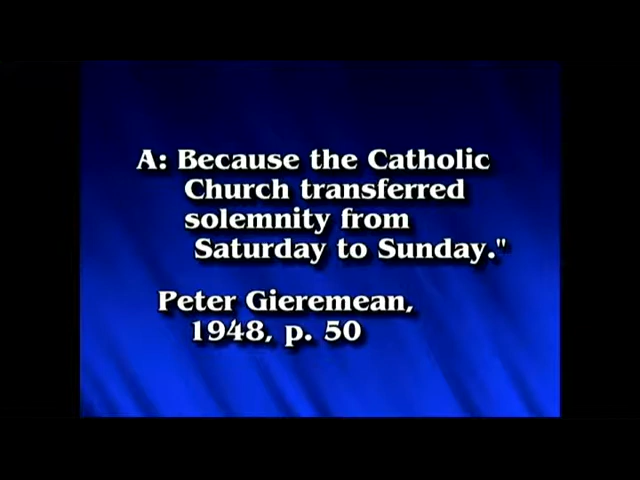 A: Because the Catholic
Church transferred
solemnity from
Saturday to Sunday."
Peter Gieremean,
1948, p. 50